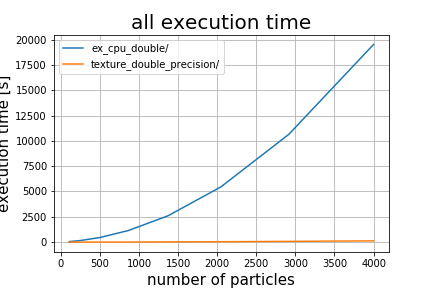 all execution time
execution time [s]
20000
17500
15000
12500
10000
7500
5000
2500
0
ex_cpu_double/
texture_double_precision/
0 500 1000 1500 2000 2500 3000 3500 4000
number of particles